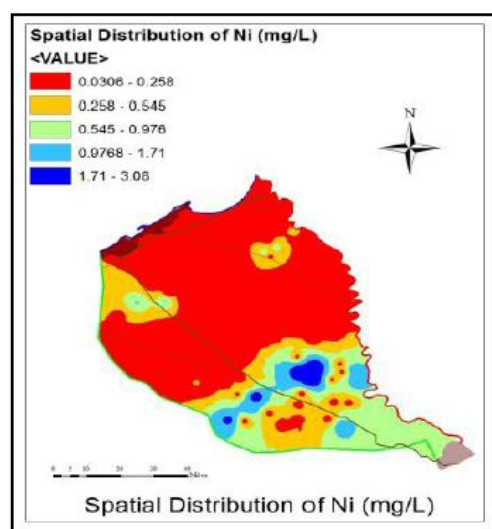 Spatial Distribution of Ni (mg/L)
<VALUE>
0.0306 - 0.258
0.258 - 0.545
0.545 - 0.976
0.9768 - 1.71
1.71 - 3.08
N
Spatial Distribution of Ni (mg/L)